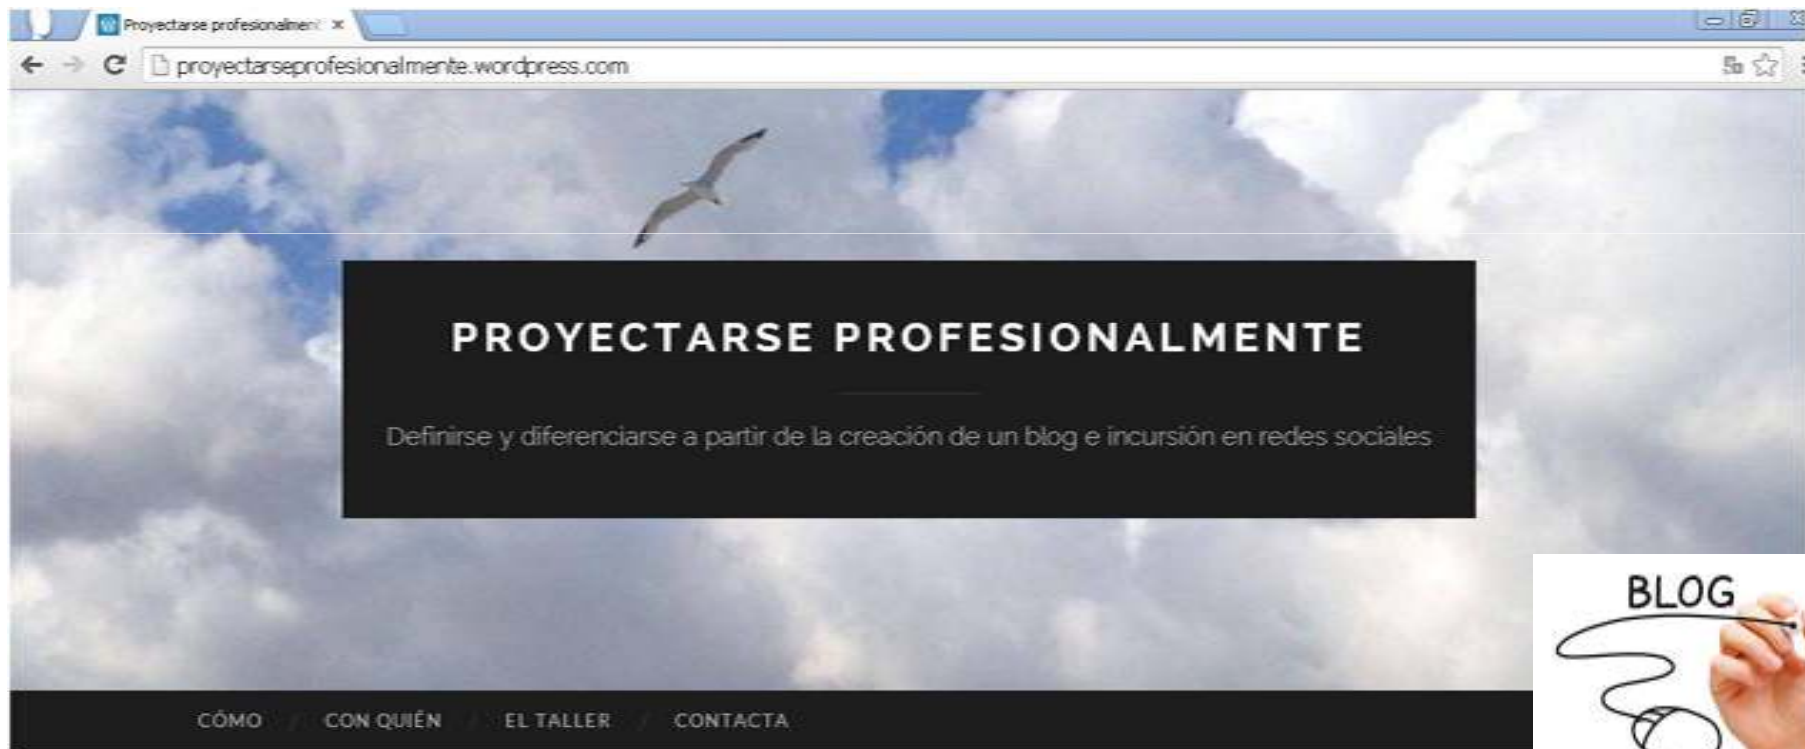 Proyectarse profesionalment
proyectarseprofesionalmente.wordpress.com
PROYECTARSE PROFESIONALMENTE
Definirse y diferenciarse a partir de la creación de un blog e incursión en redes sociales
BLOG
CÓMO / CON QUIÉN / EL TALLER / CONTACTA